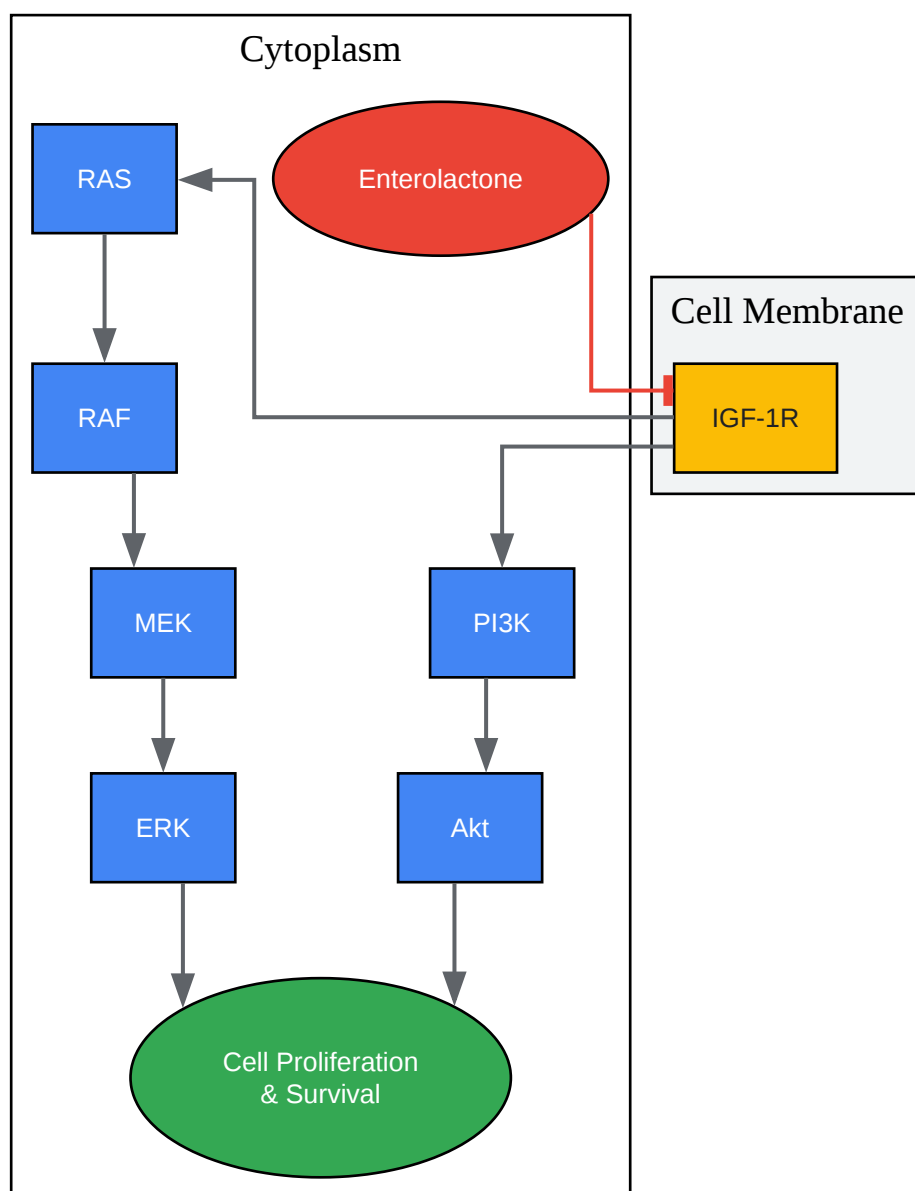 Cytoplasm
RAS
Enterolactone
Cell Membrane
RAF
IGF-1R
MEK
PI3K
ERK
Akt
Cell Proliferation
& Survival